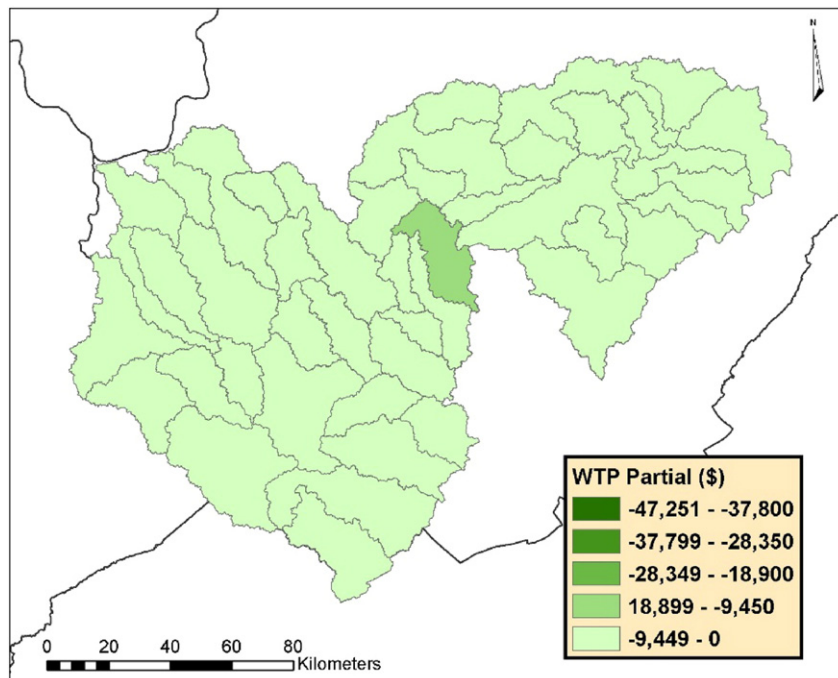 N
WTP Partial ($)
-47,251 - -37,800
-37,799 - -28,350
-28,349 - -18,900
18,899 - -9,450
-9,449 - 0
0 20 40 60 80
Kilometers